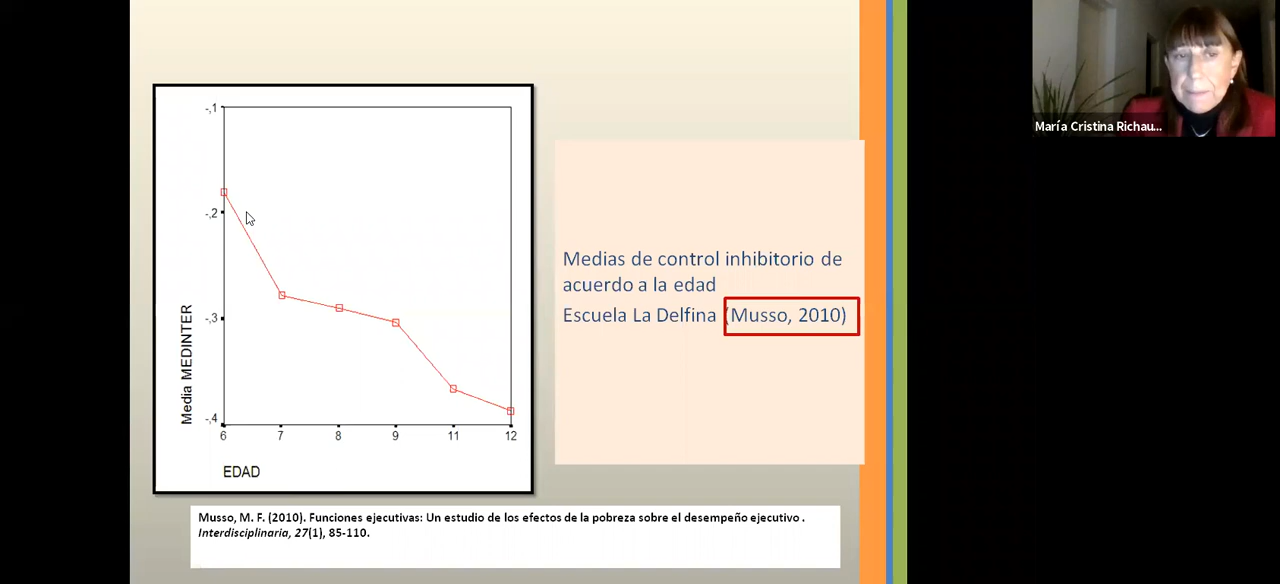 -,1
-,2
-,3
-,4
Media MEDINTER
6 7 8 9 11 12
EDAD
Medias de control inhibitorio de
acuerdo a la edad
Escuela La Delfina (Musso, 2010)
Musso, M. F. (2010). Funciones ejecutivas: Un estudio de los efectos de la pobreza sobre el desempeño ejecutivo .
Interdisciplinaria, 27(1), 85-110.
María Cristina Richau...